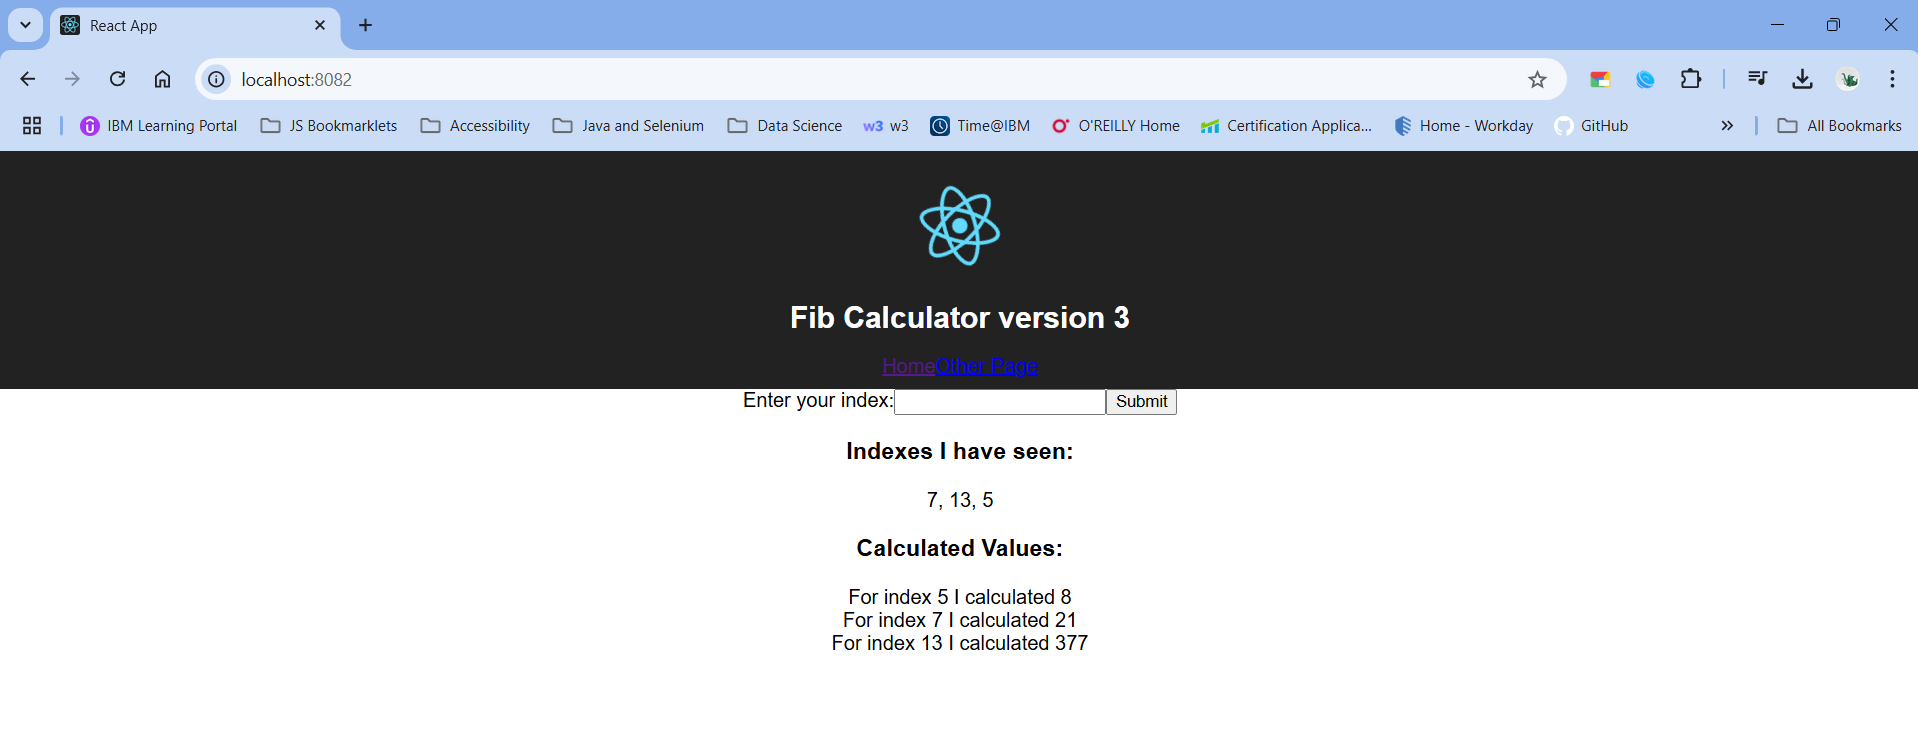 React App
localhost:8082
IBM Learning Portal JS Bookmarklets Accessibility Java and Selenium Data Science w3 w3 Time@IBM O'REILLY Home Certification Applica... Home - Workday GitHub » All Bookmarks
Fib Calculator version 3
HomeOther Page
Enter your index: Submit
Indexes I have seen:
7, 13, 5
Calculated Values:
For index 5 I calculated 8
For index 7 I calculated 21
For index 13 I calculated 377